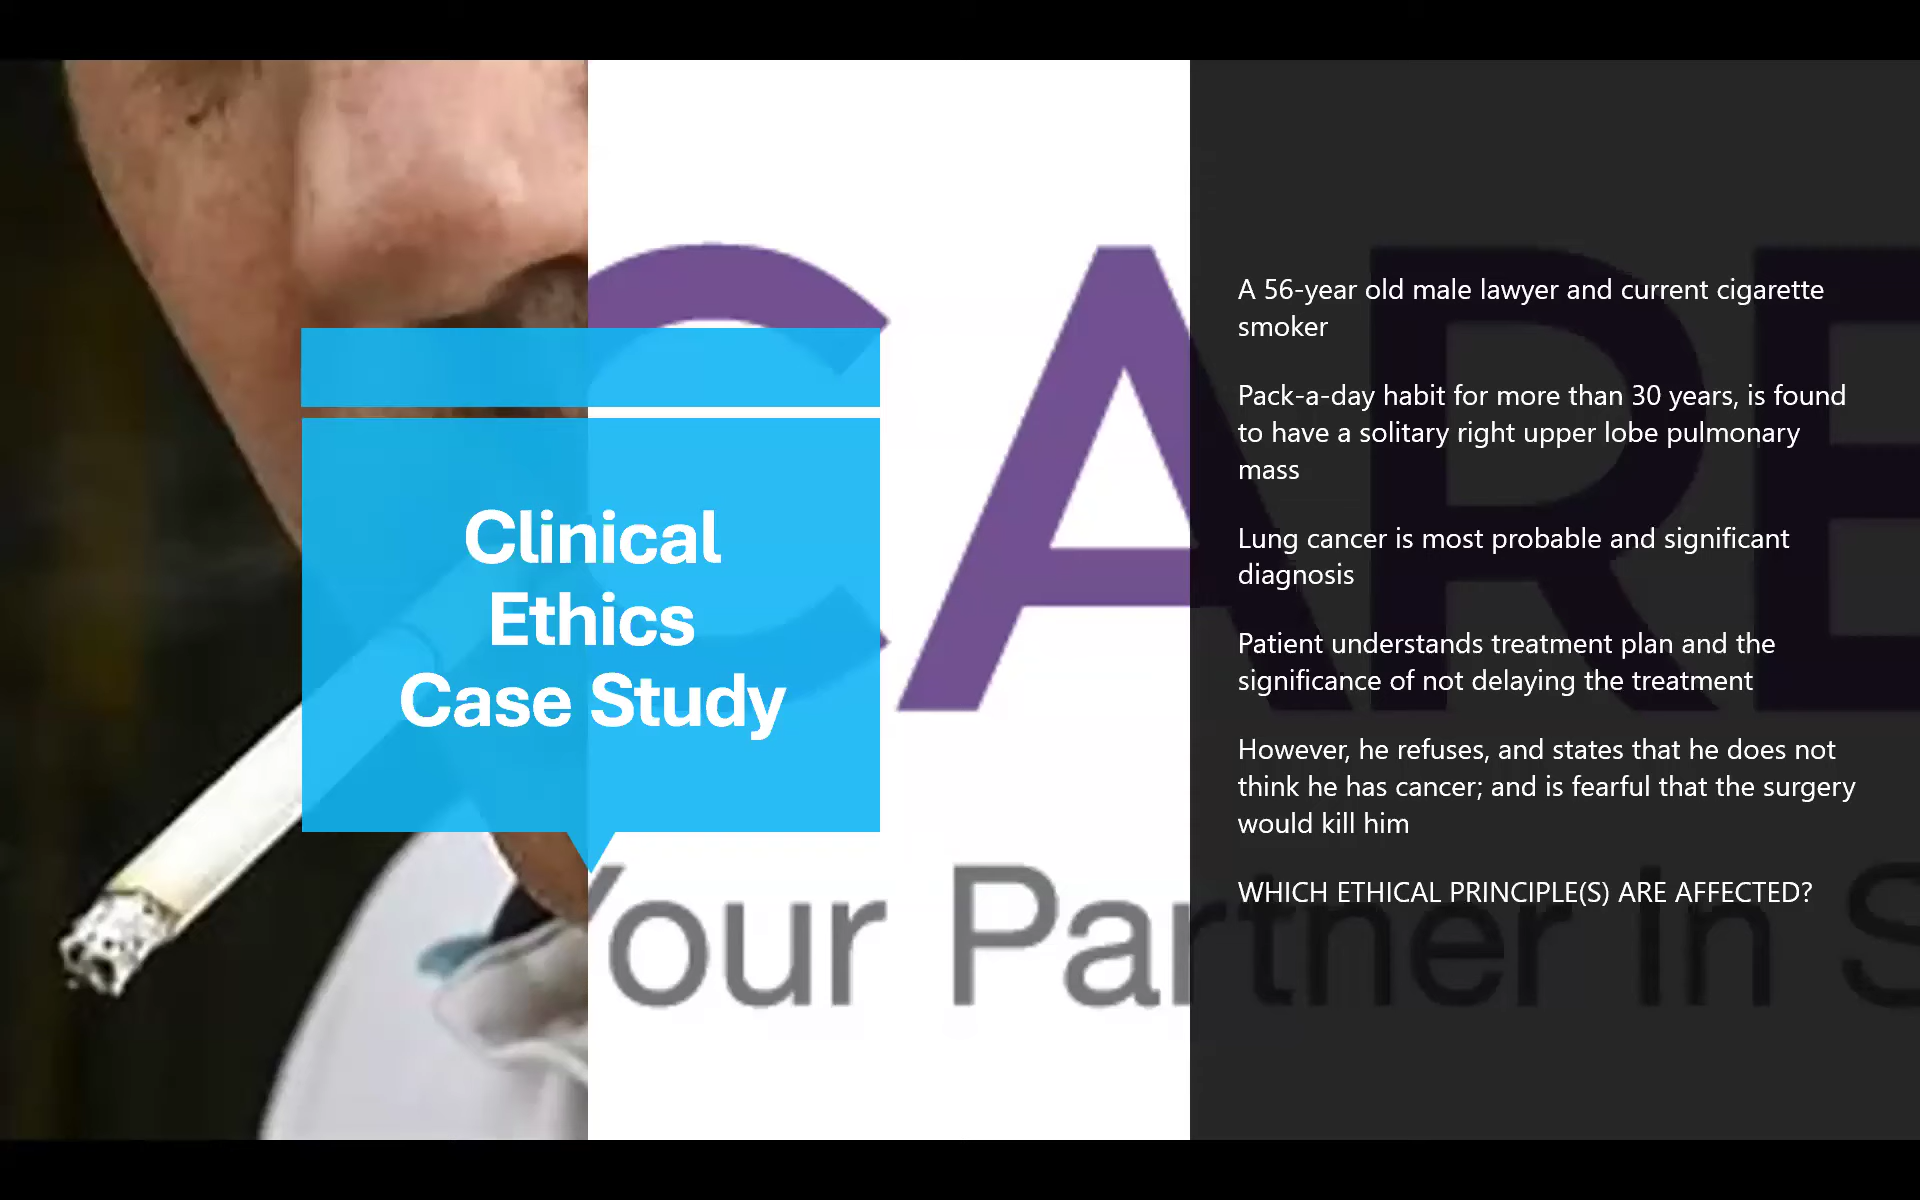 Clinical
Ethics
Case Study
CARE
Your Partner In S
A 56-year old male lawyer and current cigarette
smoker
Pack-a-day habit for more than 30 years, is found
to have a solitary right upper lobe pulmonary
mass
Lung cancer is most probable and significant
diagnosis
Patient understands treatment plan and the
significance of not delaying the treatment
However, he refuses, and states that he does not
think he has cancer; and is fearful that the surgery
would kill him
WHICH ETHICAL PRINCIPLE(S) ARE AFFECTED?